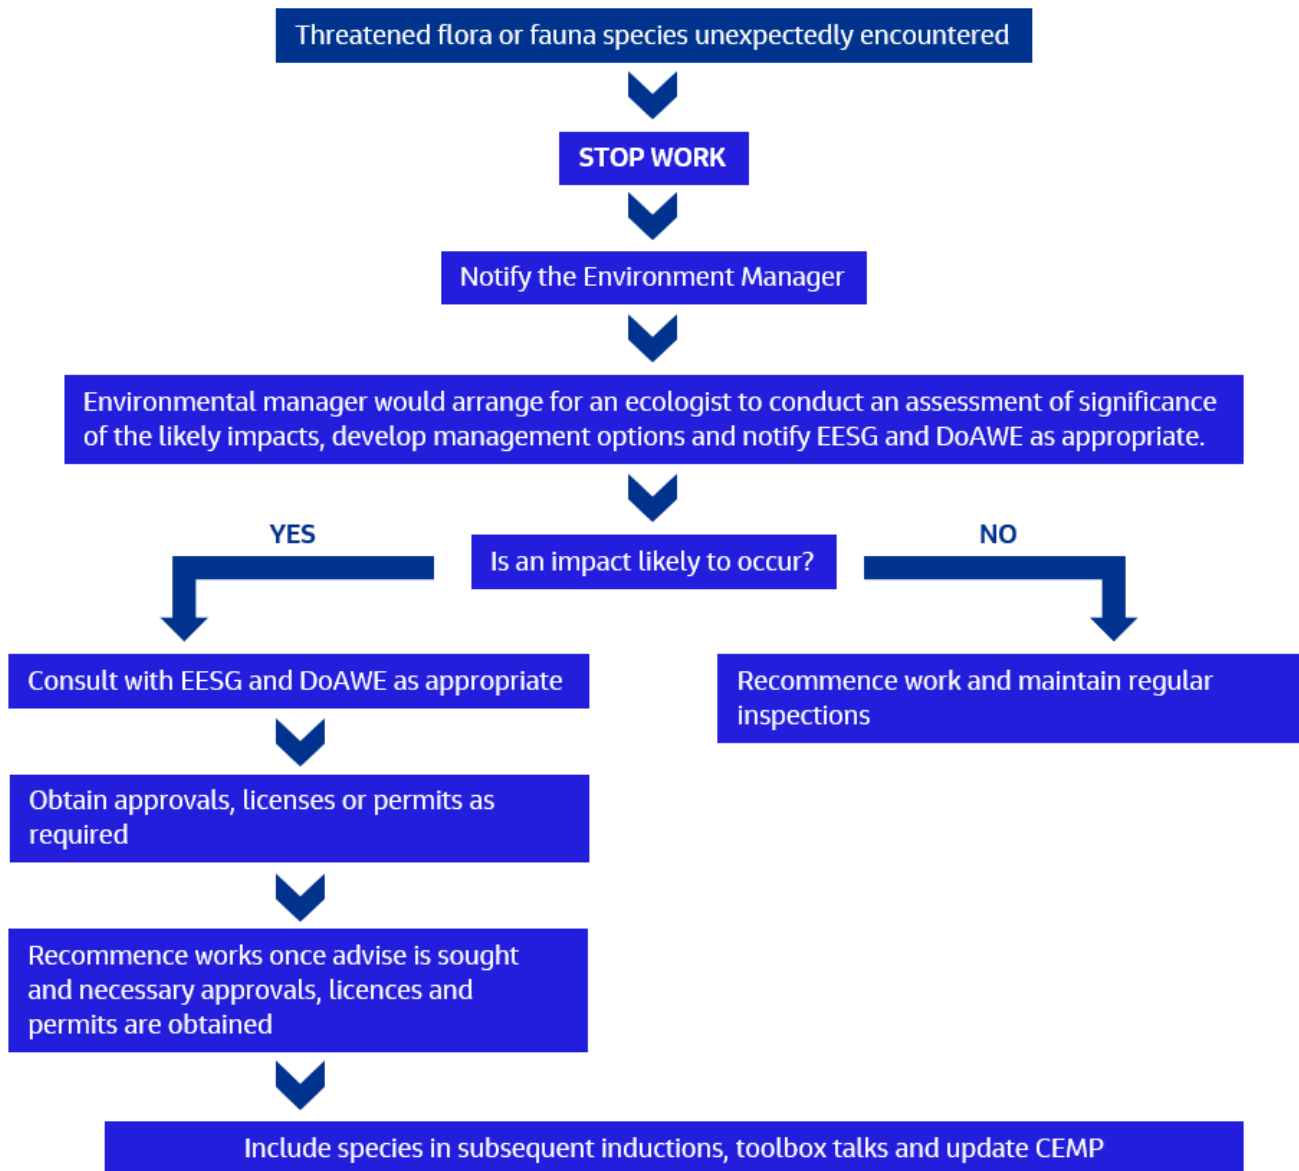 Threatened flora or fauna species unexpectedly encountered
STOP WORK
Notify the Environment Manager
Environmental manager would arrange for an ecologist to conduct an assessment of significance
of the likely impacts, develop management options and notify EESG and DoAWE as appropriate.
Is an impact likely to occur?
YES
NO
Consult with EESG and DoAWE as appropriate
Obtain approvals, licenses or permits as
required
Recommence works once advise is sought
and necessary approvals, licences and
permits are obtained
Recommence work and maintain regular
inspections
Include species in subsequent inductions, toolbox talks and update CEMP